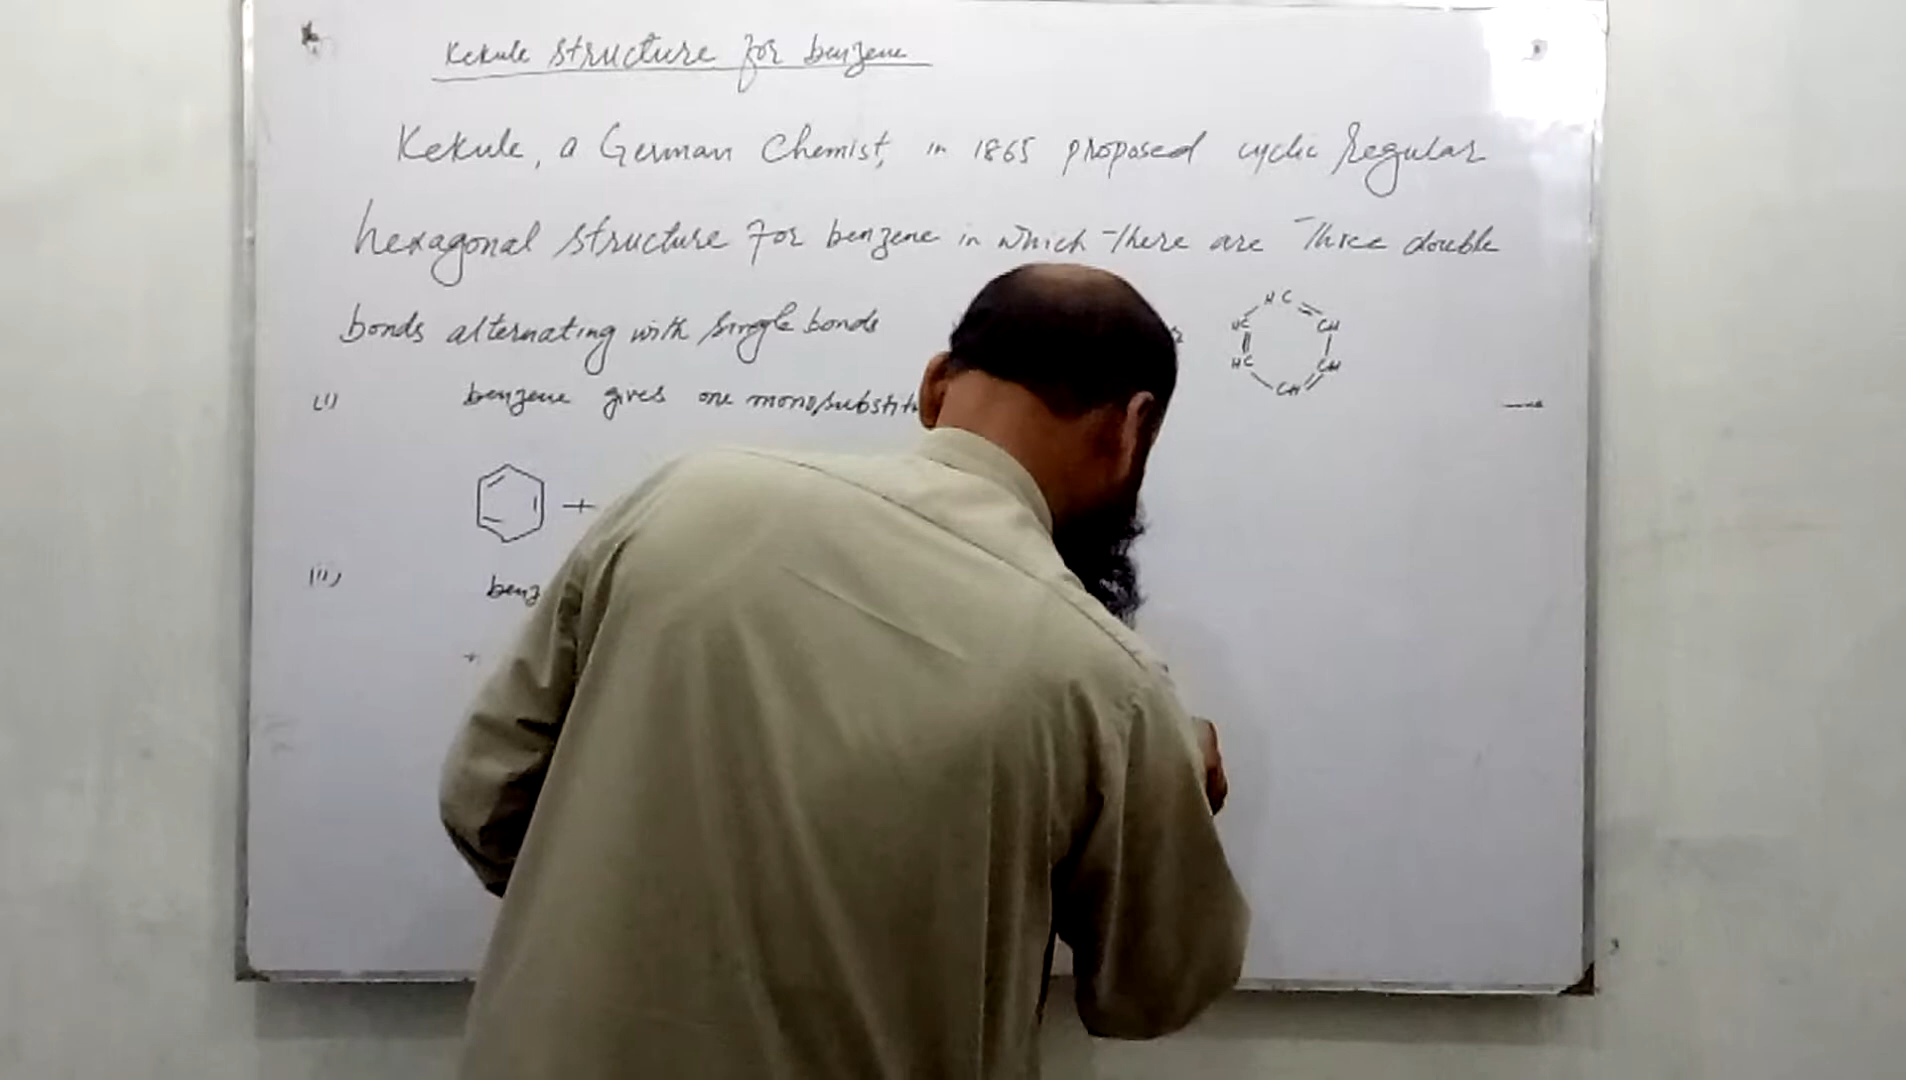 Kekule structure for benzene
Kekule, a German Chemist, in 1865 proposed cyclic regular
hexagonal structure for benzene in which there are Three double
bonds alternating with single bonds
HC CH
HC CH
HC CH
(i) benzene gives one monosubstitu
+
(ii) benz
+